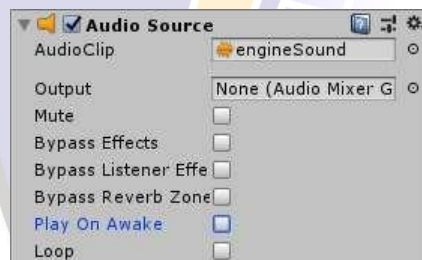 Audio Source
AudioClip engineSound
Output None (Audio Mixer G
Mute
Bypass Effects
Bypass Listener Effe
Bypass Reverb Zone
Play On Awake
Loop